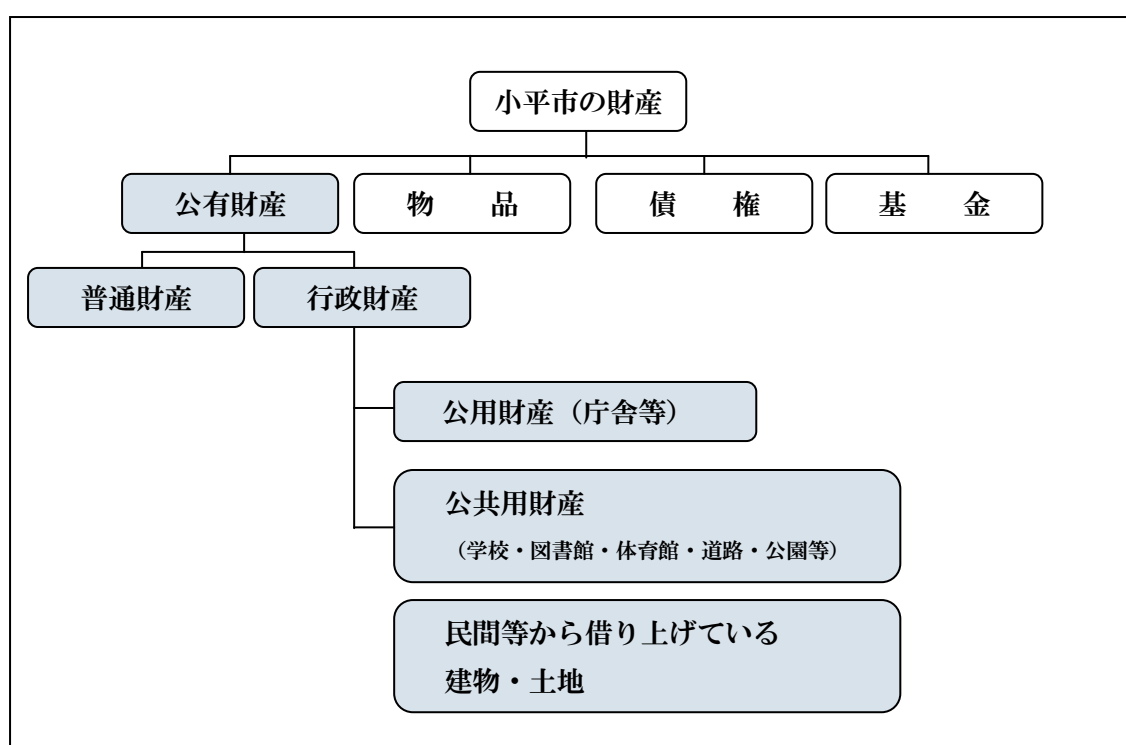 小平市の財産
公有財産
物　品
債　権
基　金
普通財産
行政財産
公用財産（庁舎等）
公共用財産
（学校・図書館・体育館・道路・公園等）
民間等から借り上げている
建物・土地